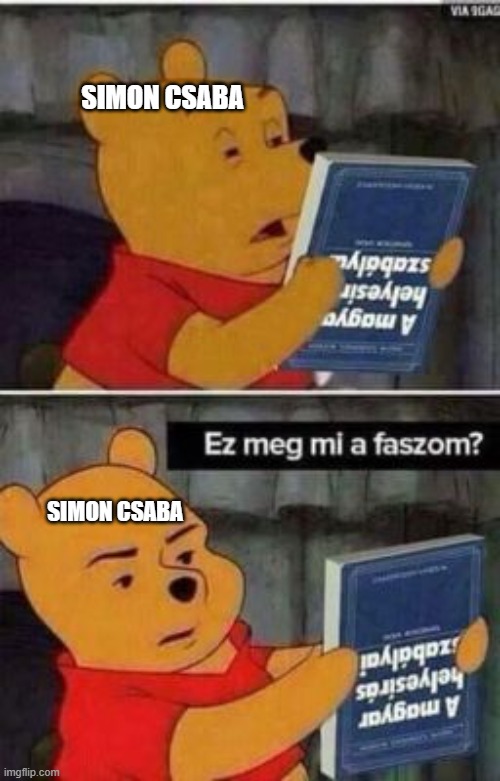 VIA 9GAG
SIMON CSABA
szabályai
helyesírás
A magyar
Ez meg mi a faszom?
SIMON CSABA
szabályai
helyesírás
A magyar
imgflip.com